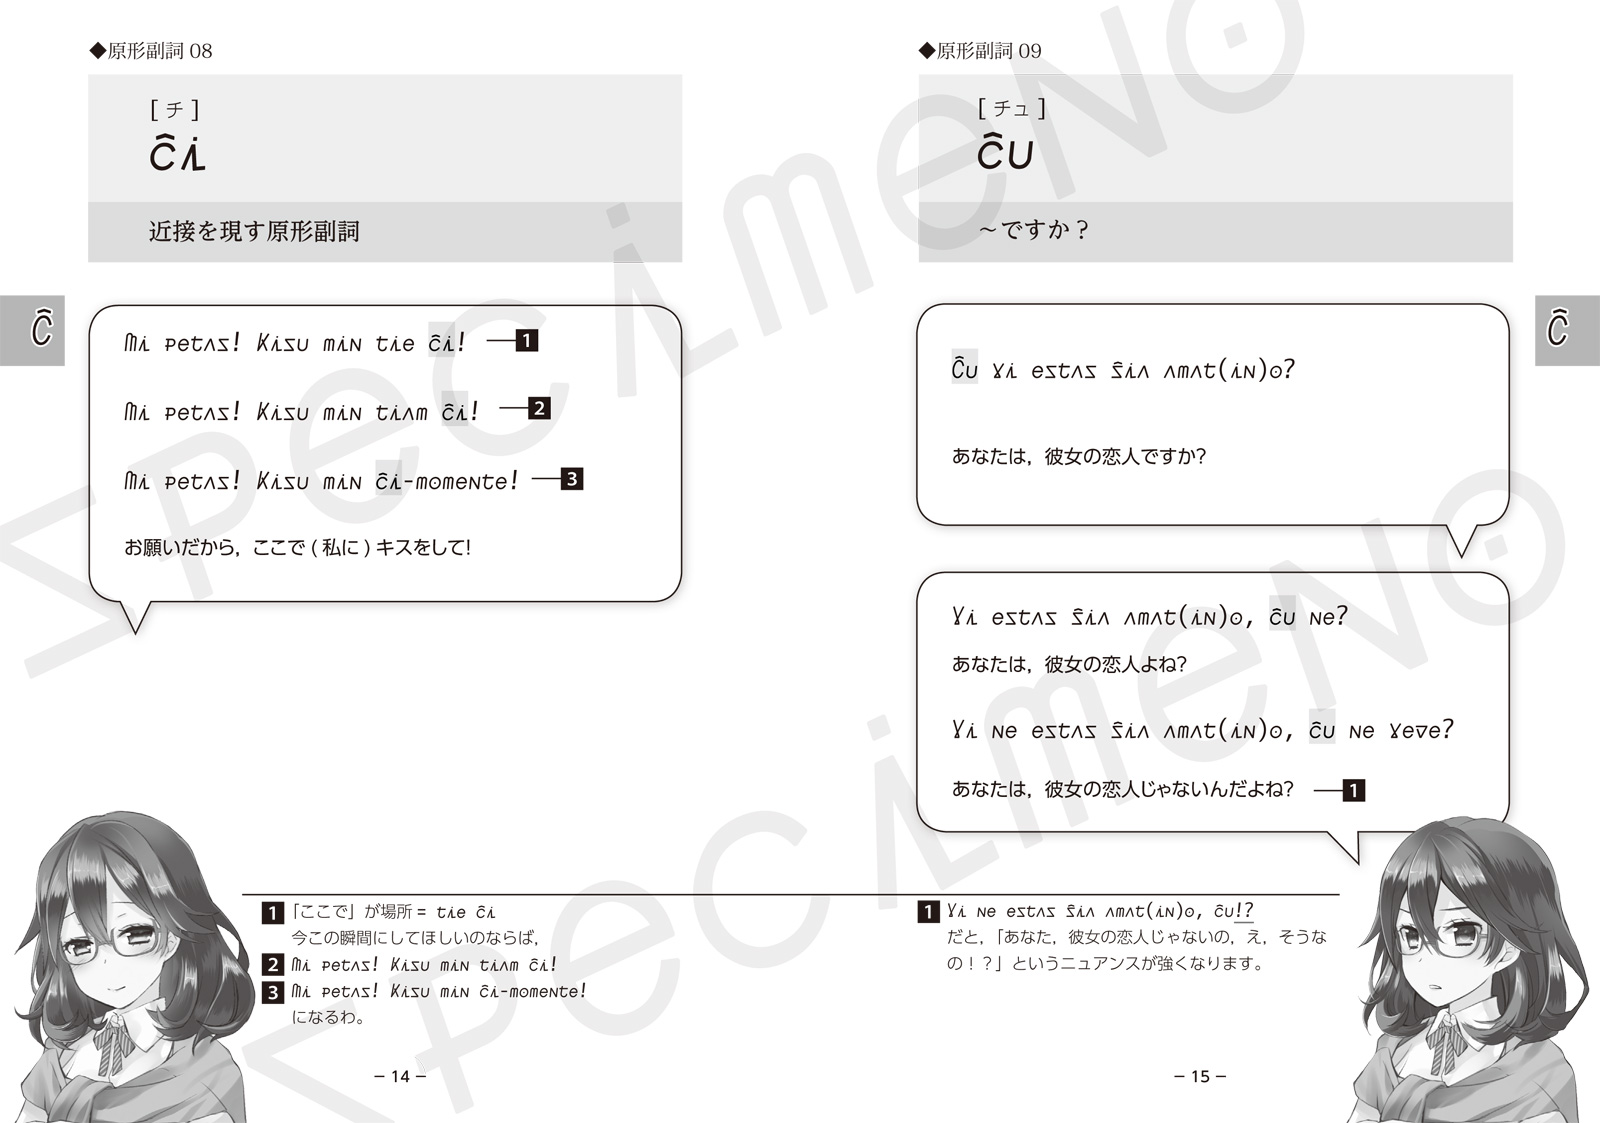 ◆原形副詞 08
[ チ ]
ĉi
近接を現す原形副詞
Ĉ
Mi petas! Kisu min tie ĉi! 1
Mi petas! Kisu min tiam ĉi! 2
Mi petas! Kisu min ĉi-momente! 3
お願いだから，ここで ( 私に ) キスをして!
1 「ここで」が場所 = tie ĉi
今この瞬間にしてほしいのならば，
2 Mi petas! Kisu min tiam ĉi!
3 Mi petas! Kisu min ĉi-momente!
になるわ。
– 14 –
◆原形副詞 09
[ チュ ]
ĉu
～ですか？
Ĉ
Ĉu vi estas ŝia amat(in)o?
あなたは，彼女の恋人ですか?
Vi estas ŝia amat(in)o, ĉu ne?
あなたは，彼女の恋人よね?
Vi ne estas ŝia amat(in)o, ĉu ne vere?
あなたは，彼女の恋人じゃないんだよね? 1
1 Vi ne estas ŝia amat(in)o, ĉu!?
だと，「あなた，彼女の恋人じゃないの，え，そうな
の！？」というニュアンスが強くなります。
– 15 –
Specimeno
Specimeno